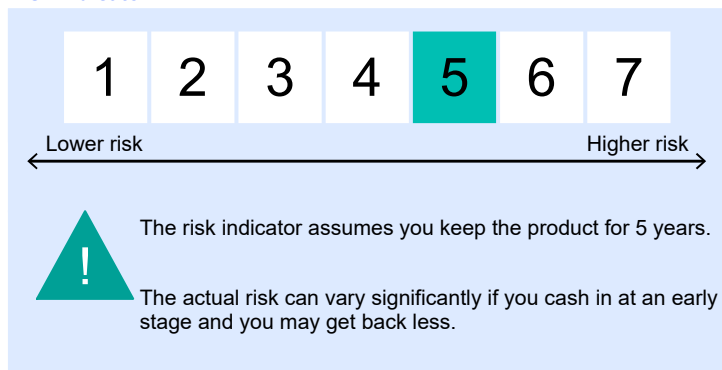 1 2 3 4 5 6 7
Lower risk Higher risk
!
The risk indicator assumes you keep the product for 5 years.
The actual risk can vary significantly if you cash in at an early
stage and you may get back less.